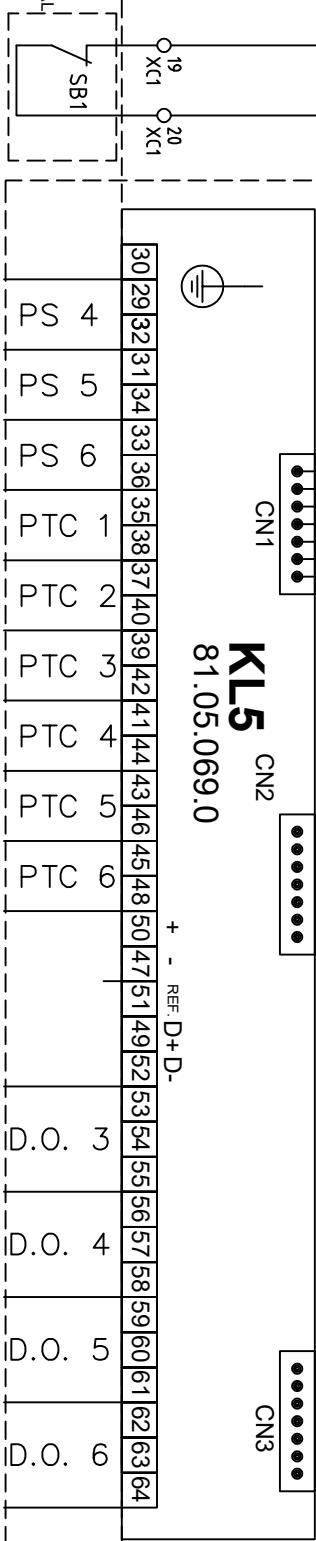 AL
SB1
19
XC1
20
XC1
CN1
CN2
CN3
KL5
81.05.069.0
+ - REF. D+ D-
30 29 32 31 34 33 36 35 38 37 40 39 42 41 44 43 46 45 48 50 47 51 49 52 53 54 55 56 57 58 59 60 61 62 63 64
PS 4
PS 5
PS 6
PTC 1
PTC 2
PTC 3
PTC 4
PTC 5
PTC 6
D.O. 3
D.O. 4
D.O. 5
D.O. 6